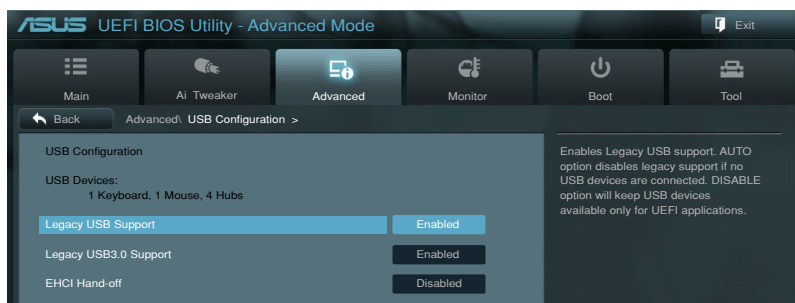 ASUS UEFI BIOS Utility - Advanced Mode
Exit
Main
Ai Tweaker
Advanced
Monitor
Boot
Tool
Back
Advanced\ USB Configuration >
USB Configuration
USB Devices:
1 Keyboard, 1 Mouse, 4 Hubs
Legacy USB Support Enabled
Legacy USB3.0 Support Enabled
EHCI Hand-off Disabled
Enables Legacy USB support. AUTO
option disables legacy support if no
USB devices are connected. DISABLE
option will keep USB devices
available only for UEFI applications.